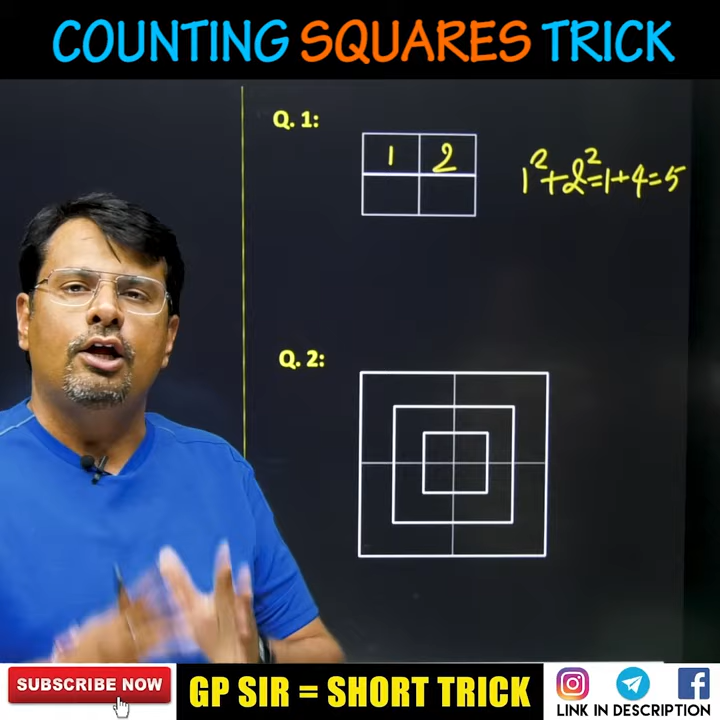 COUNTING SQUARES TRICK
Q. 1:
1 2
1²+2²=1+4=5
Q. 2:
SUBSCRIBE NOW
GP SIR = SHORT TRICK
LINK IN DESCRIPTION